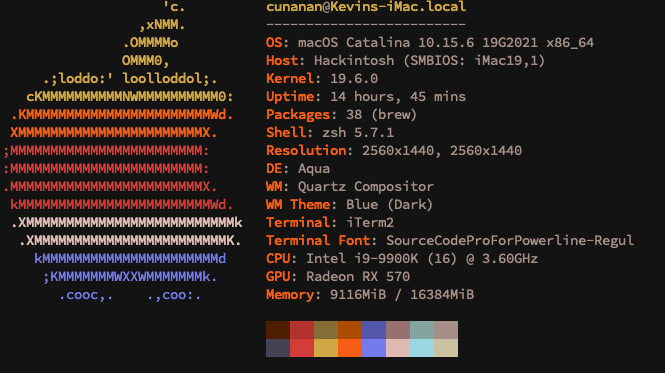 'c.
cunanan@Kevins-iMac.local
,xNMM.
-------------------------
.OMMMMo
OS: macOS Catalina 10.15.6 19G2021 x86_64
OMMM0,
Host: Hackintosh (SMBIOS: iMac19,1)
.;loddo:' loolloddol;.
Kernel: 19.6.0
cKMMMMMMMMMMNWMMMMMMMMMM0:
Uptime: 14 hours, 45 mins
.KMMMMMMMMMMMMMMMMMMMMMMMWd.
Packages: 38 (brew)
XMMMMMMMMMMMMMMMMMMMMMMMX.
Shell: zsh 5.7.1
;MMMMMMMMMMMMMMMMMMMMMMMM:
Resolution: 2560x1440, 2560x1440
:MMMMMMMMMMMMMMMMMMMMMMMM:
DE: Aqua
.MMMMMMMMMMMMMMMMMMMMMMMMX.
WM: Quartz Compositor
kMMMMMMMMMMMMMMMMMMMMMMMMWd.
WM Theme: Blue (Dark)
.XMMMMMMMMMMMMMMMMMMMMMMMMMMk
Terminal: iTerm2
.XMMMMMMMMMMMMMMMMMMMMMMMMK.
Terminal Font: SourceCodeProForPowerline-Regul
kMMMMMMMMMMMMMMMMMMMMMMd
CPU: Intel i9-9900K (16) @ 3.60GHz
;KMMMMMMMWXXWMMMMMMMk.
GPU: Radeon RX 570
.cooc,.    .,coo:.
Memory: 9116MiB / 16384MiB